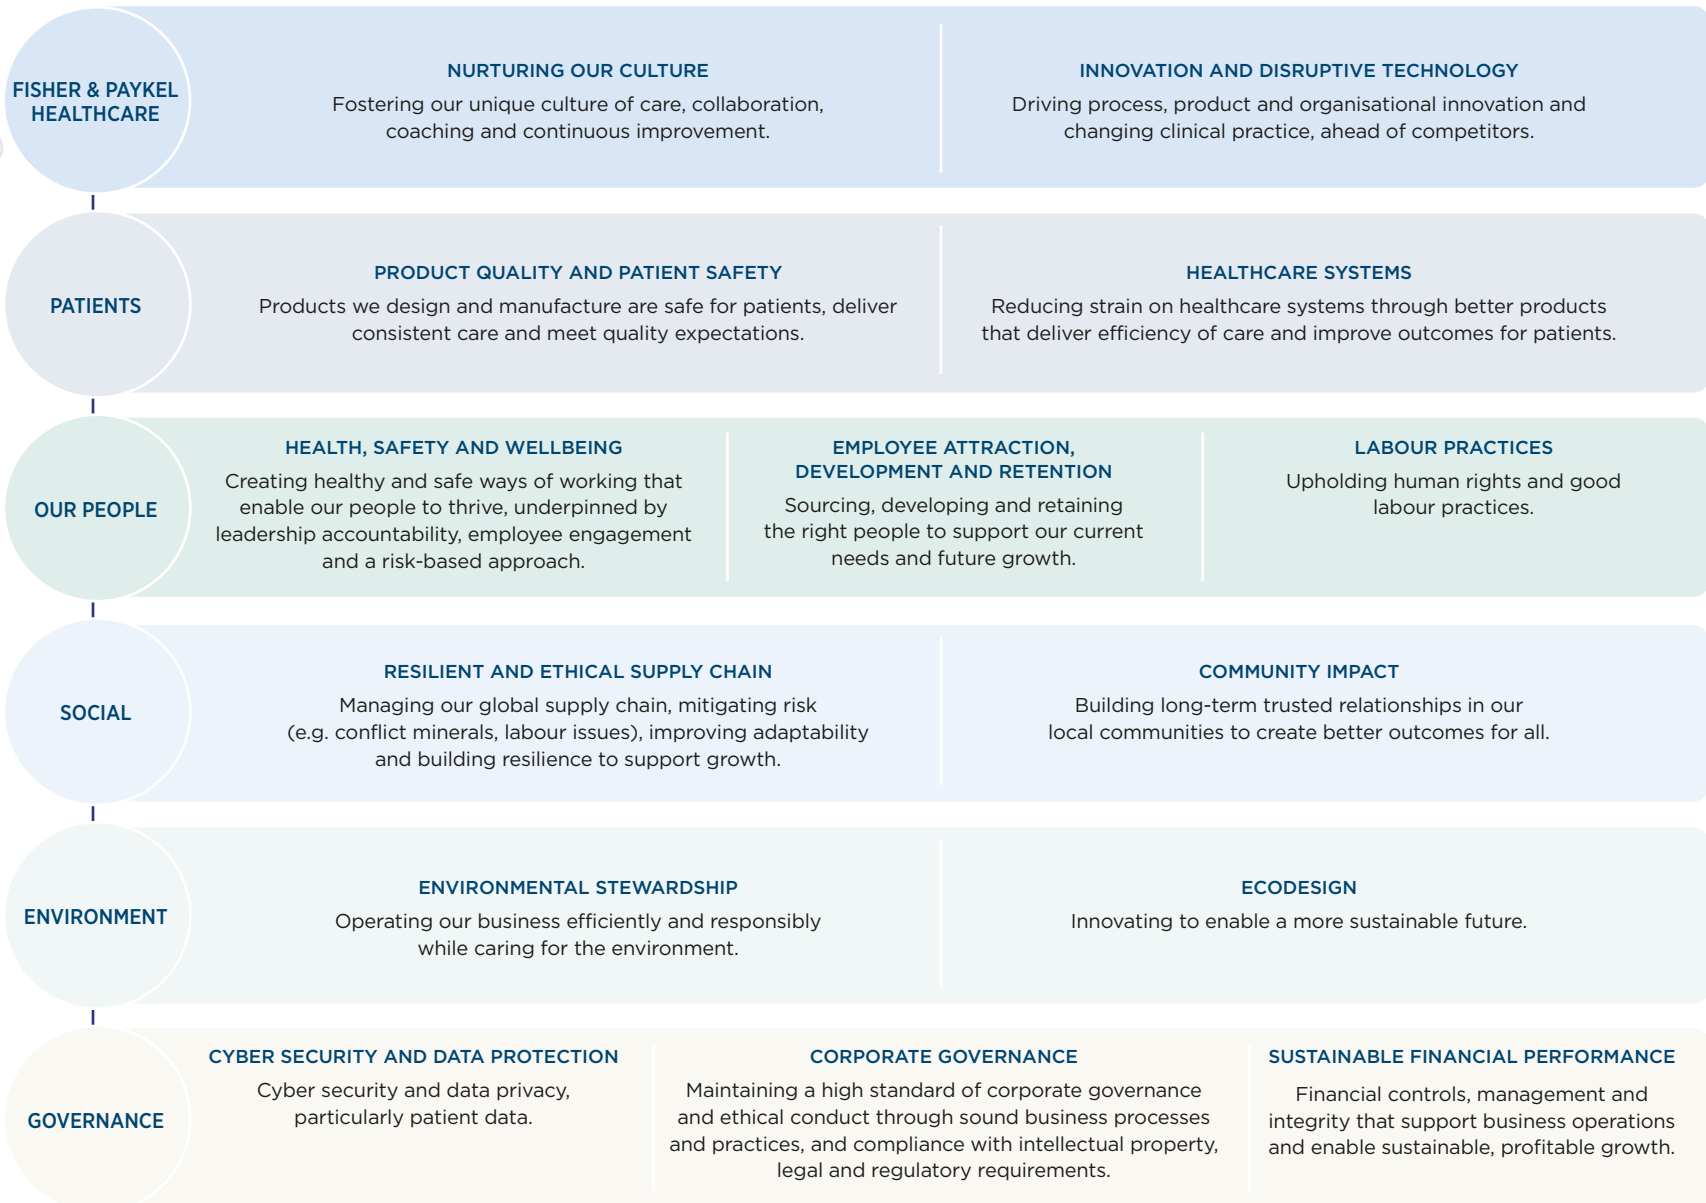 FISHER & PAYKEL
HEALTHCARE
NURTURING OUR CULTURE
Fostering our unique culture of care, collaboration,
coaching and continuous improvement.
INNOVATION AND DISRUPTIVE TECHNOLOGY
Driving process, product and organisational innovation and
changing clinical practice, ahead of competitors.
PATIENTS
PRODUCT QUALITY AND PATIENT SAFETY
Products we design and manufacture are safe for patients, deliver
consistent care and meet quality expectations.
HEALTHCARE SYSTEMS
Reducing strain on healthcare systems through better products
that deliver efficiency of care and improve outcomes for patients.
OUR PEOPLE
HEALTH, SAFETY AND WELLBEING
Creating healthy and safe ways of working that
enable our people to thrive, underpinned by
leadership accountability, employee engagement
and a risk-based approach.
EMPLOYEE ATTRACTION,
DEVELOPMENT AND RETENTION
Sourcing, developing and retaining
the right people to support our current
needs and future growth.
LABOUR PRACTICES
Upholding human rights and good
labour practices.
SOCIAL
RESILIENT AND ETHICAL SUPPLY CHAIN
Managing our global supply chain, mitigating risk
(e.g. conflict minerals, labour issues), improving adaptability
and building resilience to support growth.
COMMUNITY IMPACT
Building long-term trusted relationships in our
local communities to create better outcomes for all.
ENVIRONMENT
ENVIRONMENTAL STEWARDSHIP
Operating our business efficiently and responsibly
while caring for the environment.
ECODESIGN
Innovating to enable a more sustainable future.
GOVERNANCE
CYBER SECURITY AND DATA PROTECTION
Cyber security and data privacy,
particularly patient data.
CORPORATE GOVERNANCE
Maintaining a high standard of corporate governance
and ethical conduct through sound business processes
and practices, and compliance with intellectual property,
legal and regulatory requirements.
SUSTAINABLE FINANCIAL PERFORMANCE
Financial controls, management and
integrity that support business operations
and enable sustainable, profitable growth.